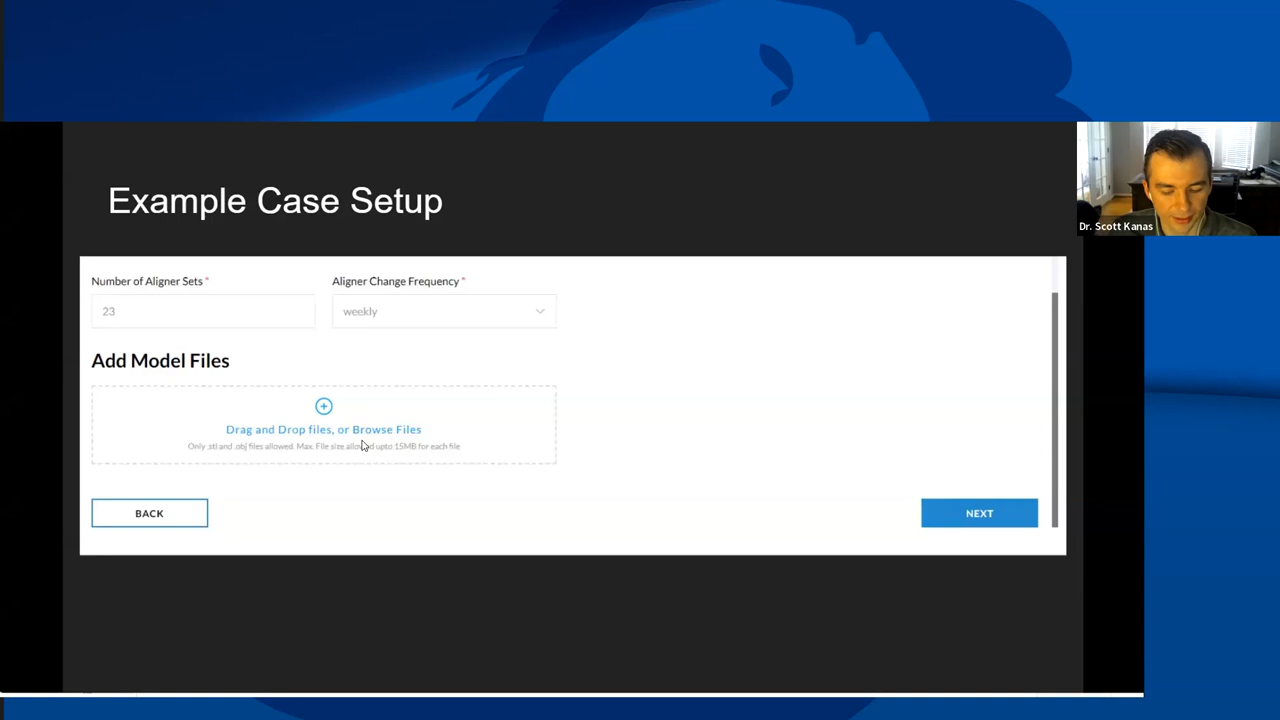 Example Case Setup
Dr. Scott Kanas
Number of Aligner Sets * Aligner Change Frequency *
23 weekly
Add Model Files
Drag and Drop files, or Browse Files
Only .stl and .obj files allowed. Max. File size allowed upto 15MB for each file
BACK NEXT